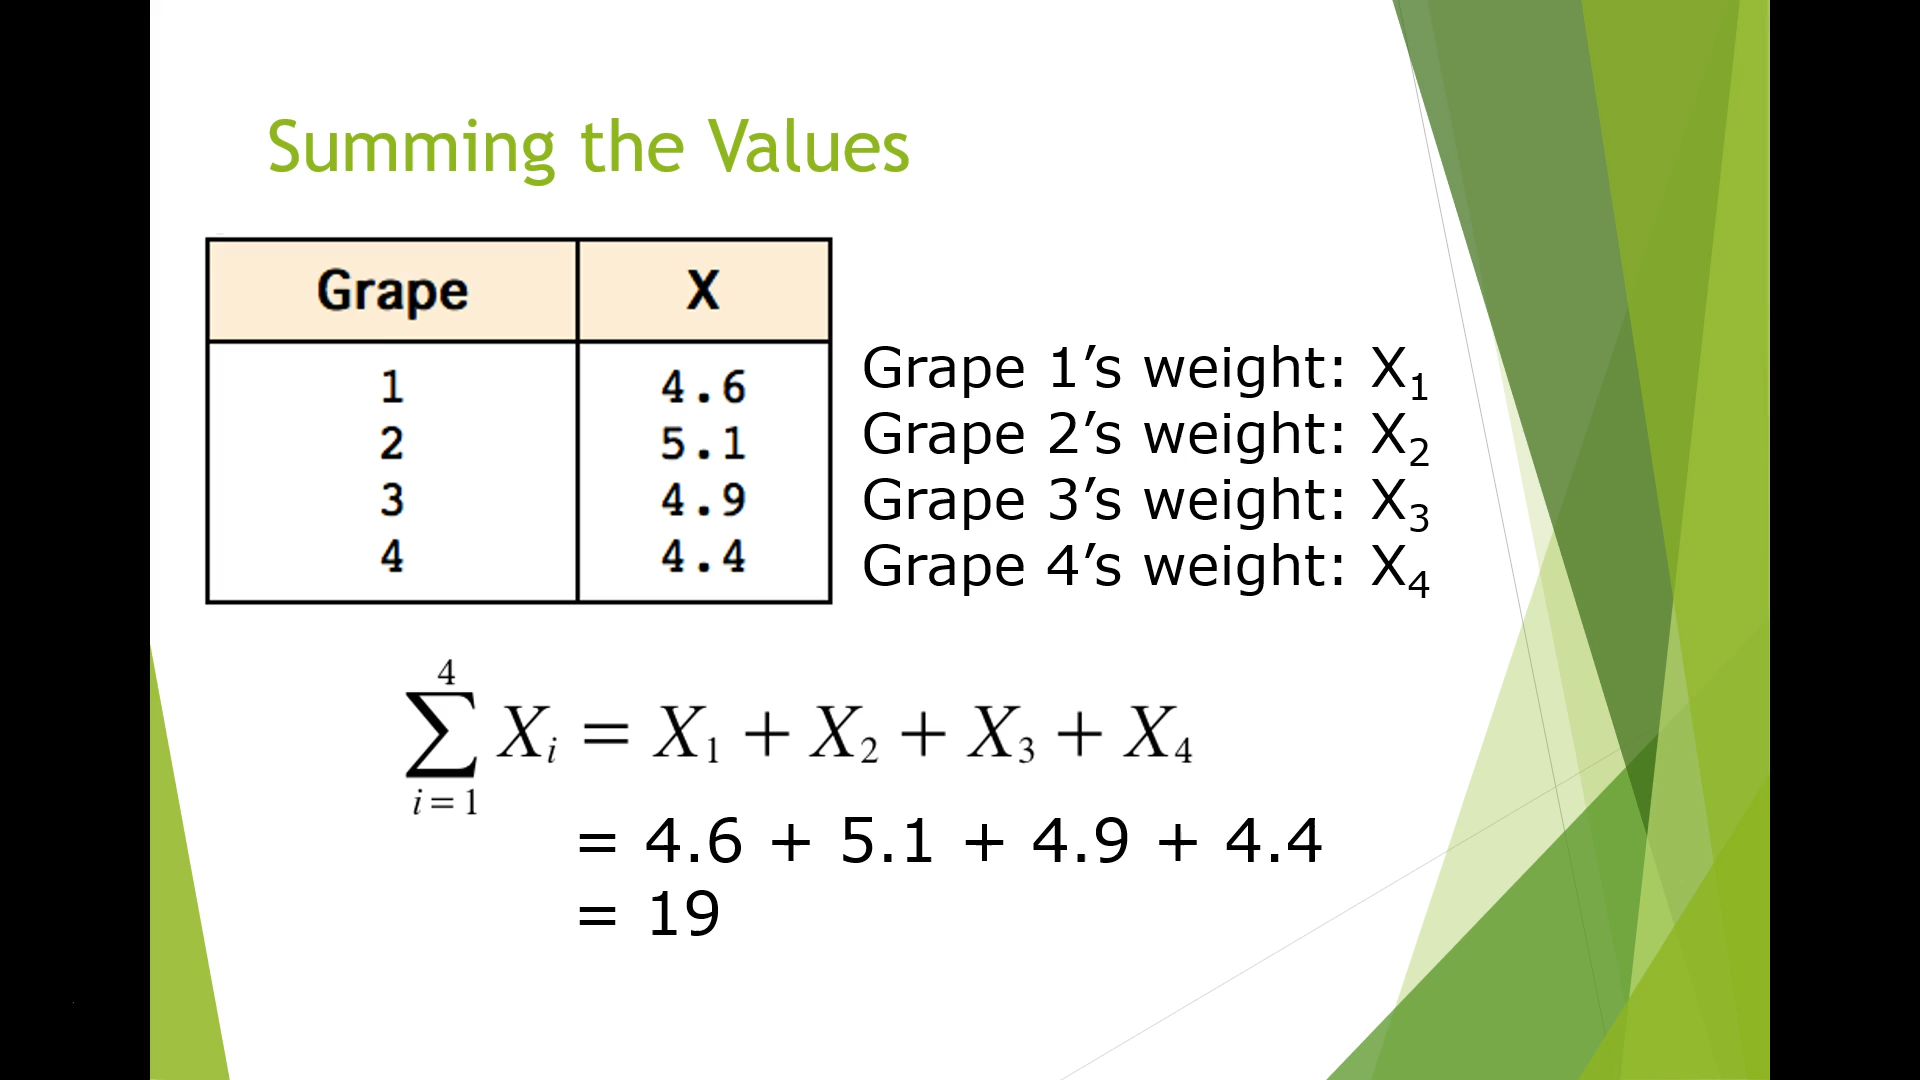 Summing the Values
Grape X
1 4.6
2 5.1
3 4.9
4 4.4
Grape 1’s weight: X₁
Grape 2’s weight: X₂
Grape 3’s weight: X₃
Grape 4’s weight: X₄
4
∑ Xᵢ = X₁ + X₂ + X₃ + X₄
i = 1
= 4.6 + 5.1 + 4.9 + 4.4
= 19